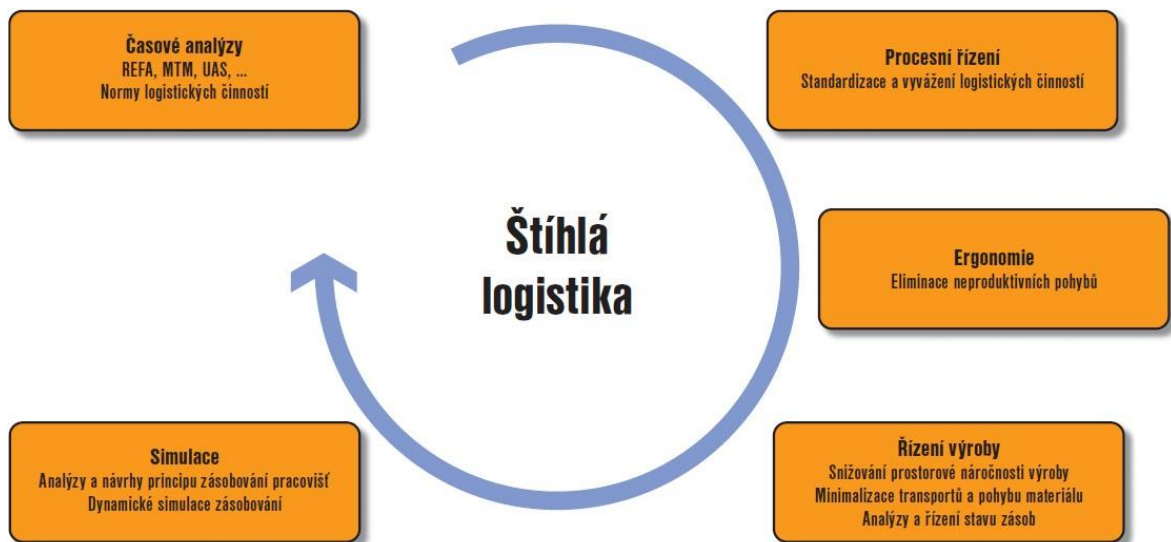 Časové analýzy
REFA, MTM, UAS, ...
Normy logistických činností
Procesní řízení
Standardizace a vyvážení logistických činností
Štíhlá
logistika
Ergonomie
Eliminace neproduktivních pohybů
Simulace
Analýzy a návrhy principu zásobování pracovišť
Dynamické simulace zásobování
Řízení výroby
Snižování prostorové náročnosti výroby
Minimalizace transportů a pohybu materiálu
Analýzy a řízení stavu zásob